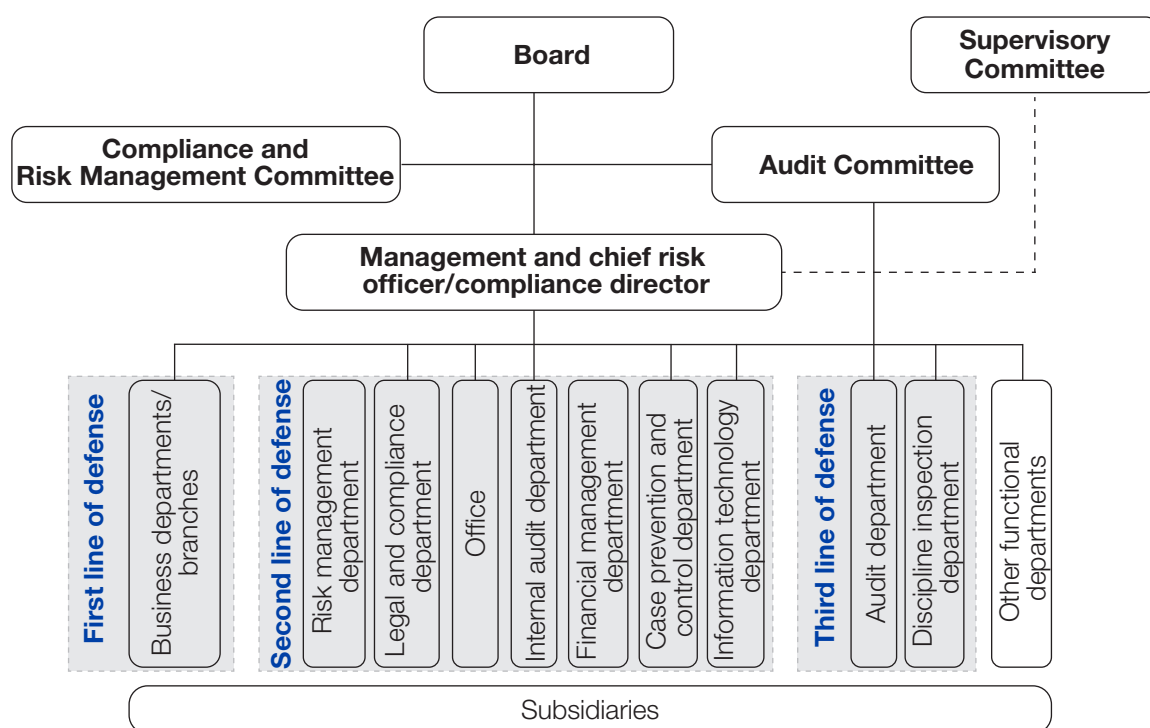 Board
Supervisory
Committee
Compliance and
Risk Management Committee
Audit Committee
Management and chief risk
officer/compliance director
First line of defense
Business departments/
branches
Second line of defense
Risk management
department
Legal and compliance
department
Office
Internal audit department
Financial management
department
Case prevention and
control department
Information technology
department
Third line of defense
Audit department
Discipline inspection
department
Other functional
departments
Subsidiaries